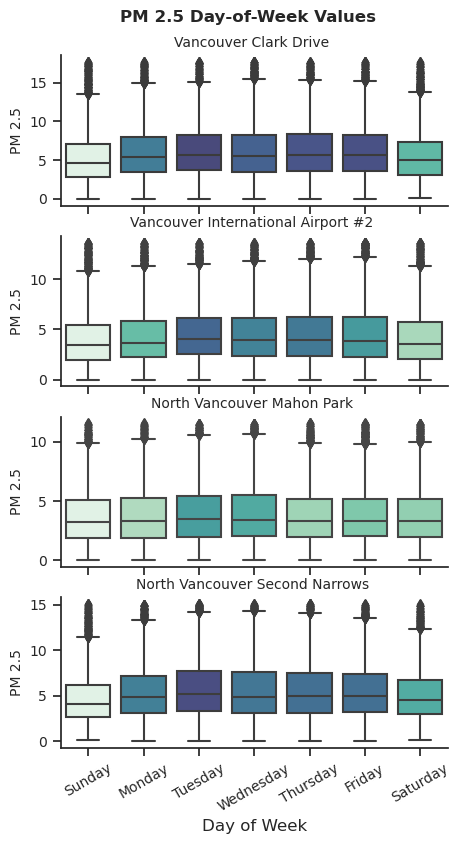 PM 2.5 Day-of-Week Values
Vancouver Clark Drive
PM 2.5
15
10
5
0
Vancouver International Airport #2
PM 2.5
10
5
0
North Vancouver Mahon Park
PM 2.5
10
5
0
North Vancouver Second Narrows
PM 2.5
15
10
5
0
Sunday Monday Tuesday Wednesday Thursday Friday Saturday
Day of Week